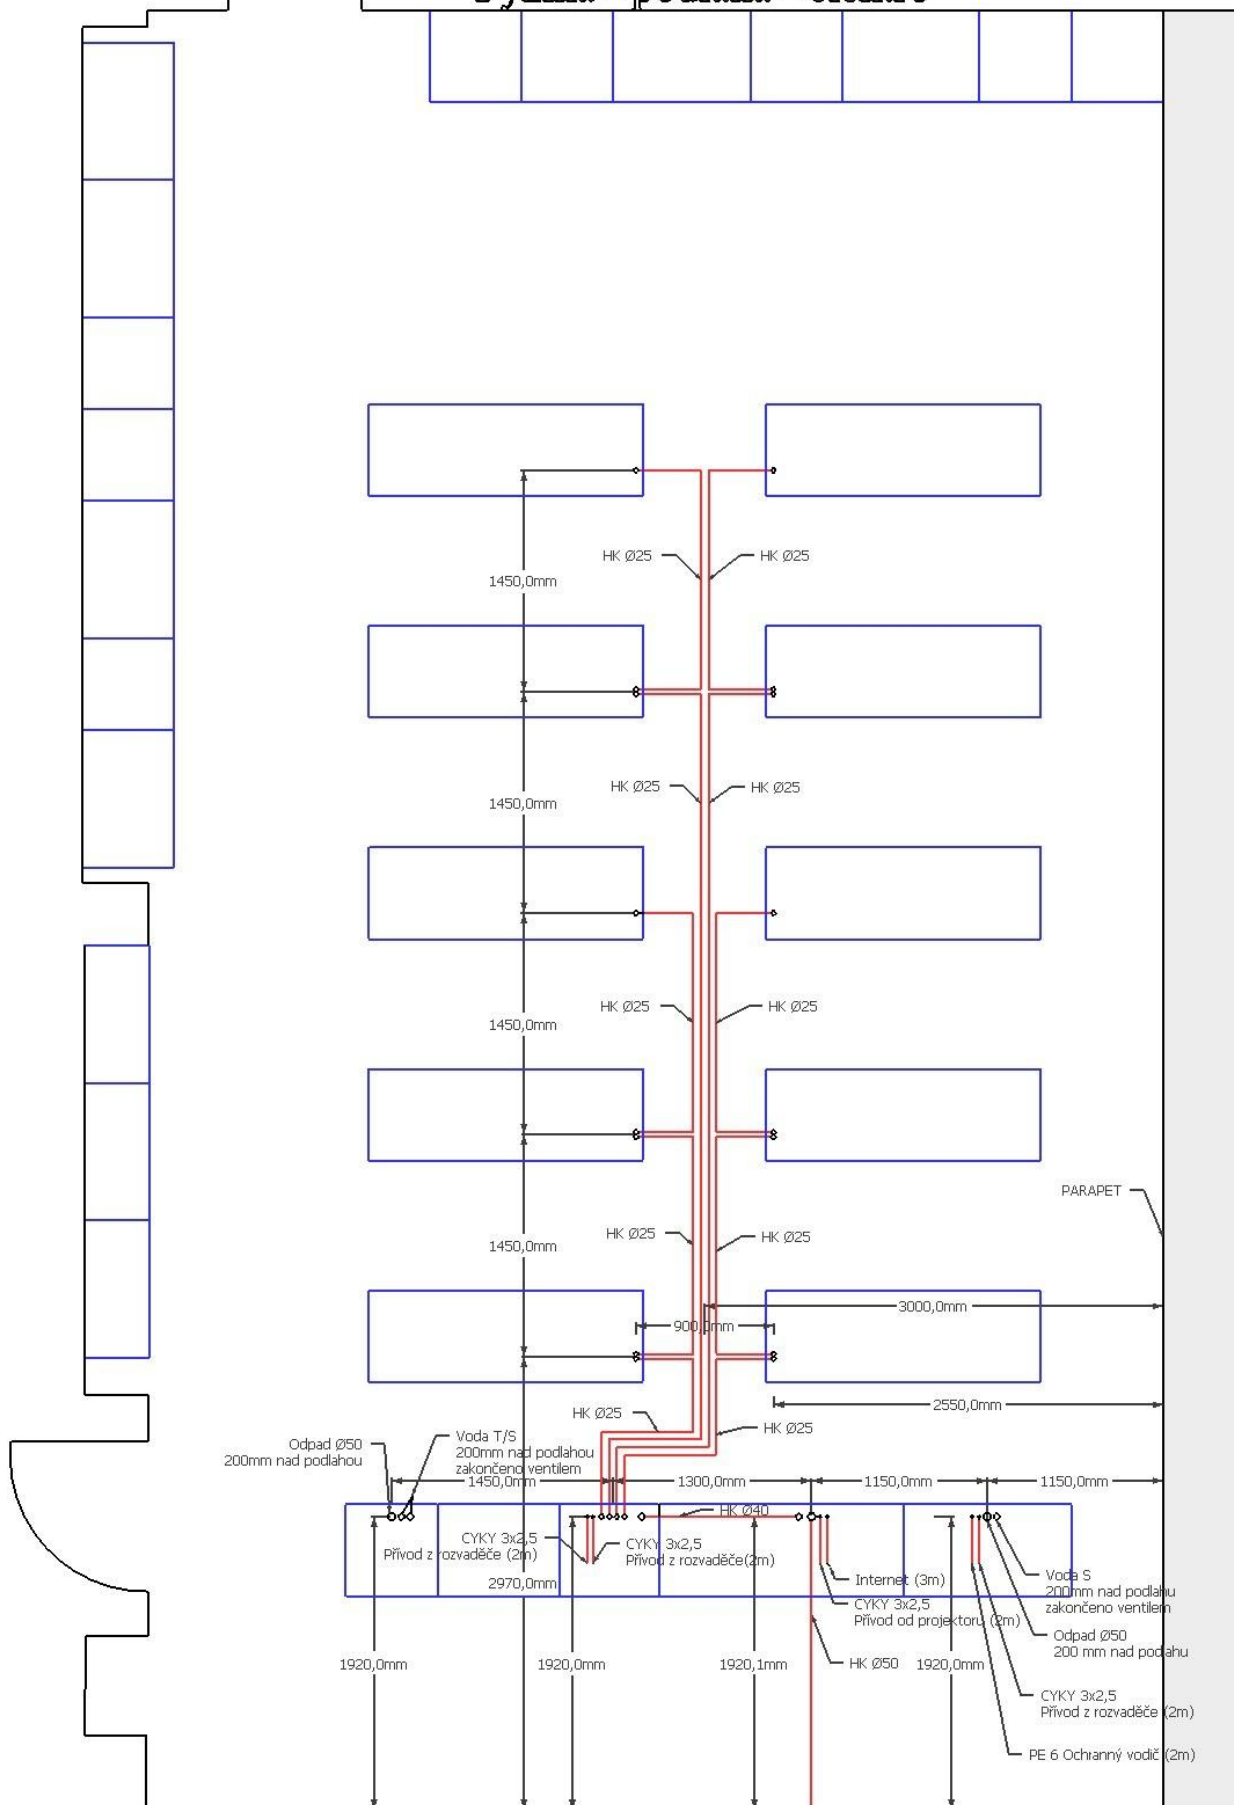 HK Ø25
HK Ø25
1450,0mm
HK Ø25
HK Ø25
1450,0mm
HK Ø25
HK Ø25
1450,0mm
PARAPET
HK Ø25
HK Ø25
1450,0mm
3000,0mm
900,0mm
2550,0mm
HK Ø25
HK Ø25
Odpad Ø50
200mm nad podlahou
Voda T/S
200mm nad podlahou
zakončeno ventilem
1450,0mm
1300,0mm
1150,0mm
1150,0mm
HK Ø40
CYKY 3x2,5
Přívod z rozvaděče (2m)
CYKY 3x2,5
Přívod z rozvaděče(2m)
2970,0mm
Internet (3m)
CYKY 3x2,5
Přívod od projektoru (2m)
Voda S
200mm nad podlahu
zakončeno ventilem
Odpad Ø50
200 mm nad podlahu
1920,0mm
1920,0mm
1920,1mm
HK Ø50
1920,0mm
CYKY 3x2,5
Přívod z rozvaděče (2m)
PE 6 Ochranný vodič (2m)